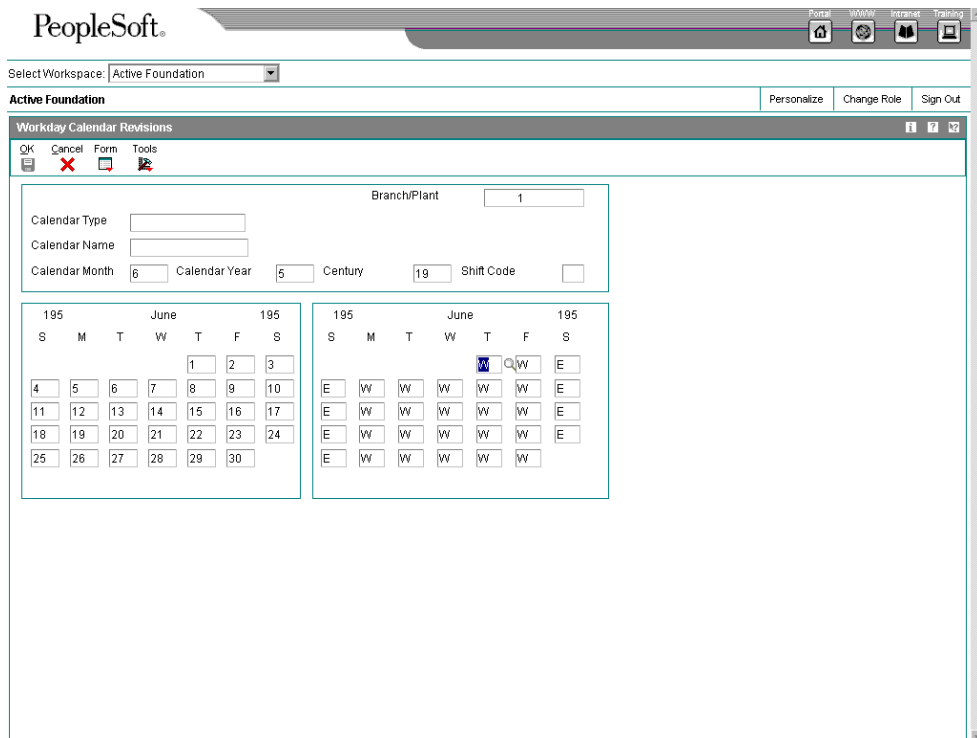 PeopleSoft.
Portal WWW Intranet Training
Select Workspace: Active Foundation
Active Foundation Personalize Change Role Sign Out
Workday Calendar Revisions
OK Cancel Form Tools
Branch/Plant 1
Calendar Type
Calendar Name
Calendar Month 6 Calendar Year 5 Century 19 Shift Code
195 June 195
S M T W T F S
1 2 3
4 5 6 7 8 9 10
11 12 13 14 15 16 17
18 19 20 21 22 23 24
25 26 27 28 29 30
195 June 195
S M T W T F S
W W E
E W W W W W E
E W W W W W E
E W W W W W E
E W W W W W